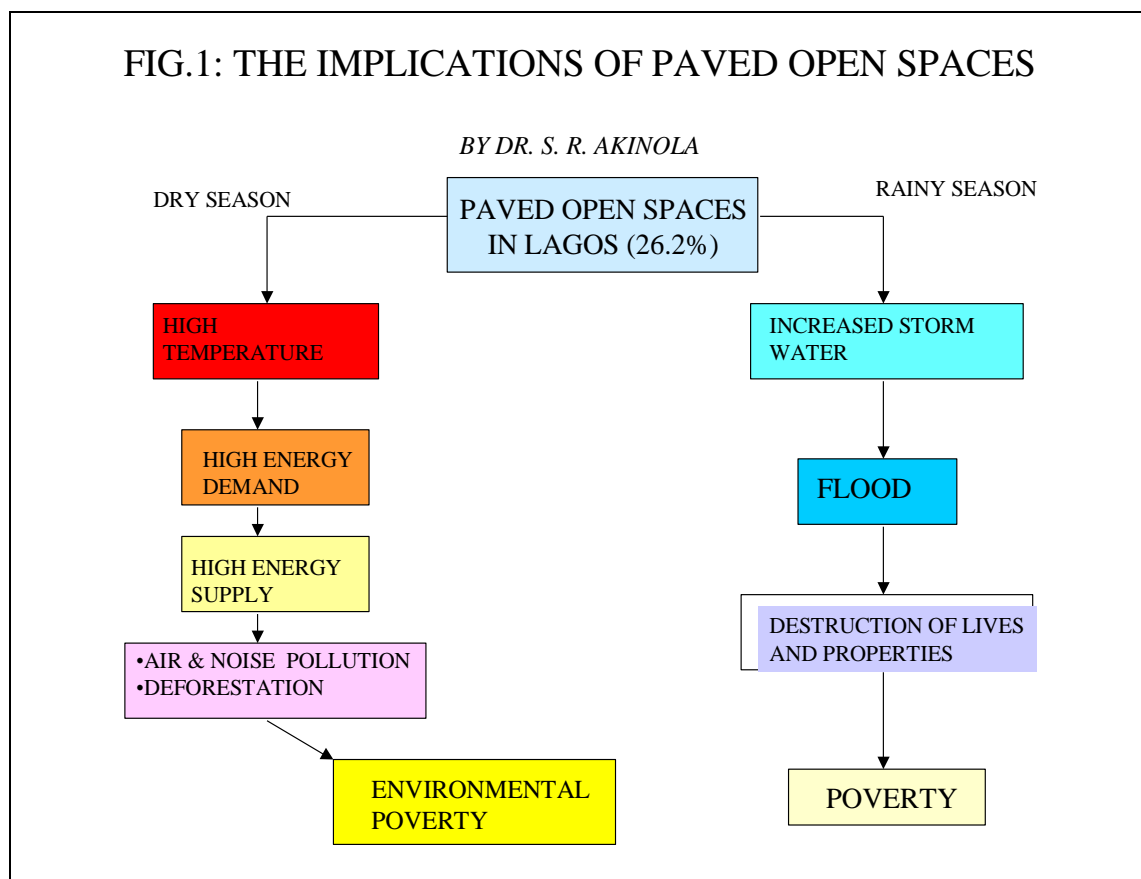 FIG.1: THE IMPLICATIONS OF PAVED OPEN SPACES
BY DR. S. R. AKINOLA
DRY SEASON
RAINY SEASON
PAVED OPEN SPACES
IN LAGOS (26.2%)
HIGH
TEMPERATURE
HIGH ENERGY
DEMAND
HIGH ENERGY
SUPPLY
•AIR & NOISE POLLUTION
•DEFORESTATION
ENVIRONMENTAL
POVERTY
INCREASED STORM
WATER
FLOOD
DESTRUCTION OF LIVES
AND PROPERTIES
POVERTY